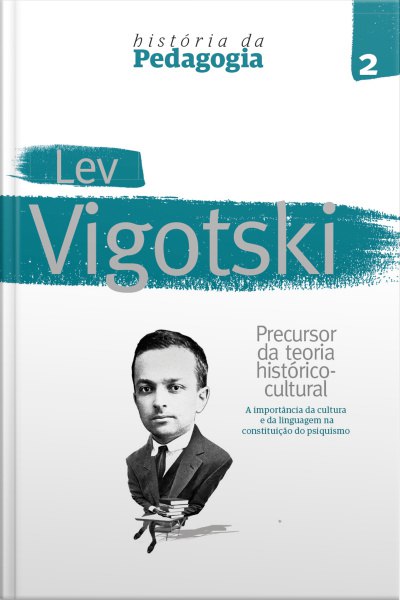 história da
Pedagogia
2
Lev
Vigotski
Precursor
da teoria
histórico-
cultural
A importância da cultura
e da linguagem na
constituição do psiquismo